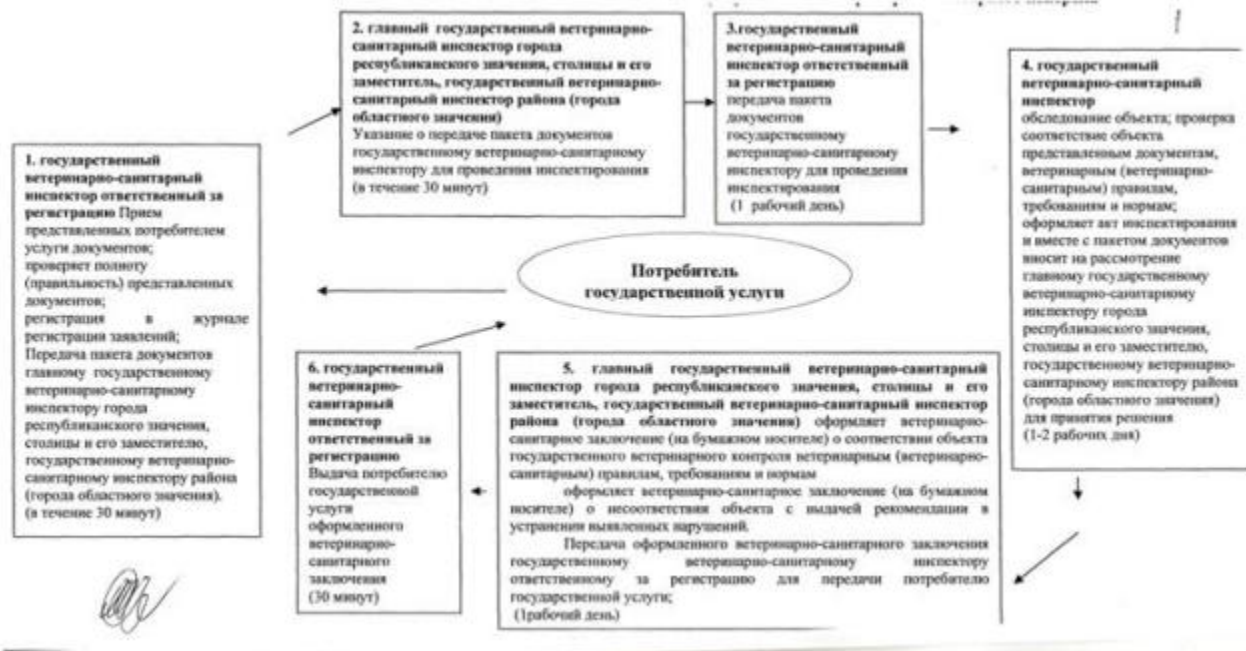 1. государственный
ветеринарно-санитарный
инспектор ответственный за
регистрацию Прием
представленных потребителем
услуги документов;
проверяет полноту
(правильность) представленных
документов;
регистрация в журнале
регистрации заявлений;
Передача пакета документов
главному государственному
ветеринарно-санитарному
инспектору города
республиканского значения,
столицы и его заместителю,
государственному ветеринарно-
санитарному инспектору района
(города областного значения).
(в течение 30 минут)
2. главный государственный ветеринарно-
санитарный инспектор города
республиканского значения, столицы и его
заместитель, государственный ветеринарно-
санитарный инспектор района (города
областного значения)
Указание о передаче пакета документов
государственному ветеринарно-санитарному
инспектору для проведения инспектирования
(в течение 30 минут)
3.государственный
ветеринарно-санитарный
инспектор ответственный
за регистрацию
передача пакета
документов
государственному
ветеринарно-санитарному
инспектору для проведения
инспектирования
(1 рабочий день)
4. государственный
ветеринарно-санитарный
инспектор
обследование объекта; проверка
соответствие объекта
представленным документам,
ветеринарным (ветеринарно-
санитарным) правилам,
требованиям и нормам;
оформляет акт инспектирования
и вместе с пакетом документов
вносит на рассмотрение
главному государственному
ветеринарно-санитарному
инспектору города
республиканского значения,
столицы и его заместителю,
государственному ветеринарно-
санитарному инспектору района
(города областного значения)
для принятия решения
(1-2 рабочих дня)
Потребитель
государственной услуги
5. главный государственный ветеринарно-санитарный
инспектор города республиканского значения, столицы и его
заместитель, государственный ветеринарно-санитарный инспектор
района (города областного значения) оформляет ветеринарно-
санитарное заключение (на бумажном носителе) о соответствии объекта
государственного ветеринарного контроля ветеринарным (ветеринарно-
санитарным) правилам, требованиям и нормам
оформляет ветеринарно-санитарное заключение (на бумажном
носителе) о несоответствии объекта с выдачей рекомендации в
устранении выявленных нарушений.
Передача оформленного ветеринарно-санитарного заключения
государственному ветеринарно-санитарному инспектору
ответственному за регистрацию для передачи потребителю
государственной услуги;
(1рабочий день)
6. государственный
ветеринарно-
санитарный
инспектор
ответственный за
регистрацию
Выдача потребителю
государственной
услуги
оформленного
ветеринарно-
санитарного
заключения
(30 минут)